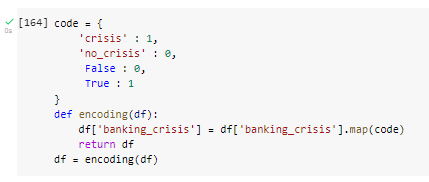 [164] code = {
'crisis' : 1,
'no_crisis' : 0,
False : 0,
True : 1
}
def encoding(df):
df['banking_crisis'] = df['banking_crisis'].map(code)
return df
df = encoding(df)
0s